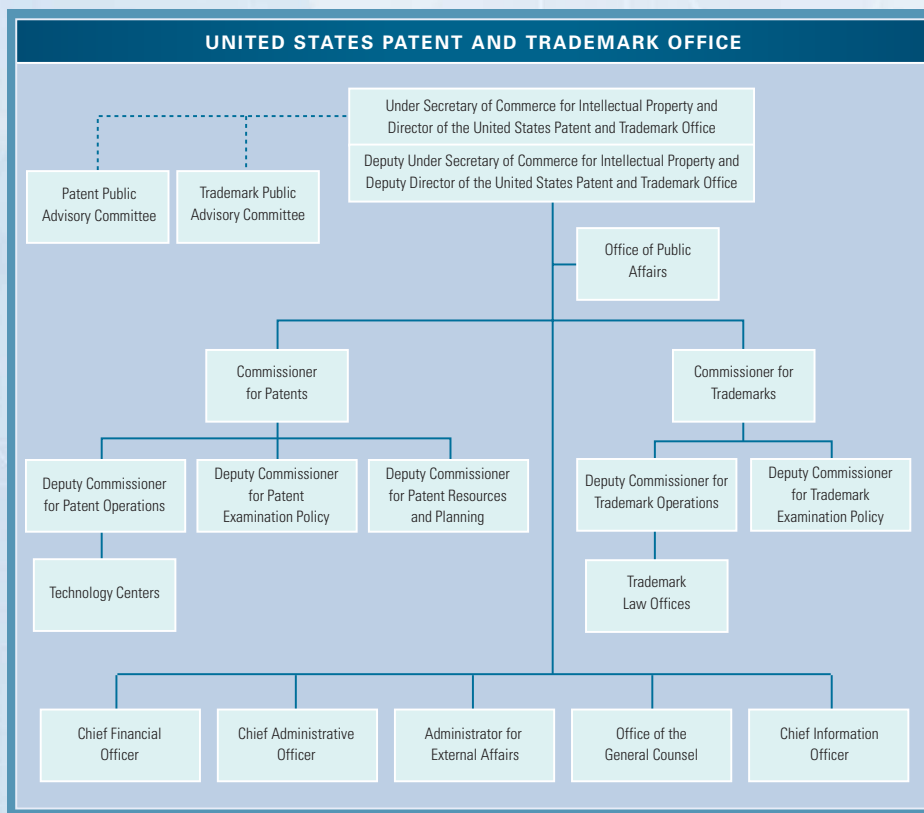 UNITED STATES PATENT AND TRADEMARK OFFICE
Under Secretary of Commerce for Intellectual Property and
Director of the United States Patent and Trademark Office
Deputy Under Secretary of Commerce for Intellectual Property and
Deputy Director of the United States Patent and Trademark Office
Patent Public
Advisory Committee
Trademark Public
Advisory Committee
Office of Public
Affairs
Commissioner
for Patents
Commissioner for
Trademarks
Deputy Commissioner
for Patent Operations
Deputy Commissioner
for Patent
Examination Policy
Deputy Commissioner
for Patent Resources
and Planning
Deputy Commissioner for
Trademark Operations
Deputy Commissioner
for Trademark
Examination Policy
Technology Centers
Trademark
Law Offices
Chief Financial
Officer
Chief Administrative
Officer
Administrator for
External Affairs
Office of the
General Counsel
Chief Information
Officer